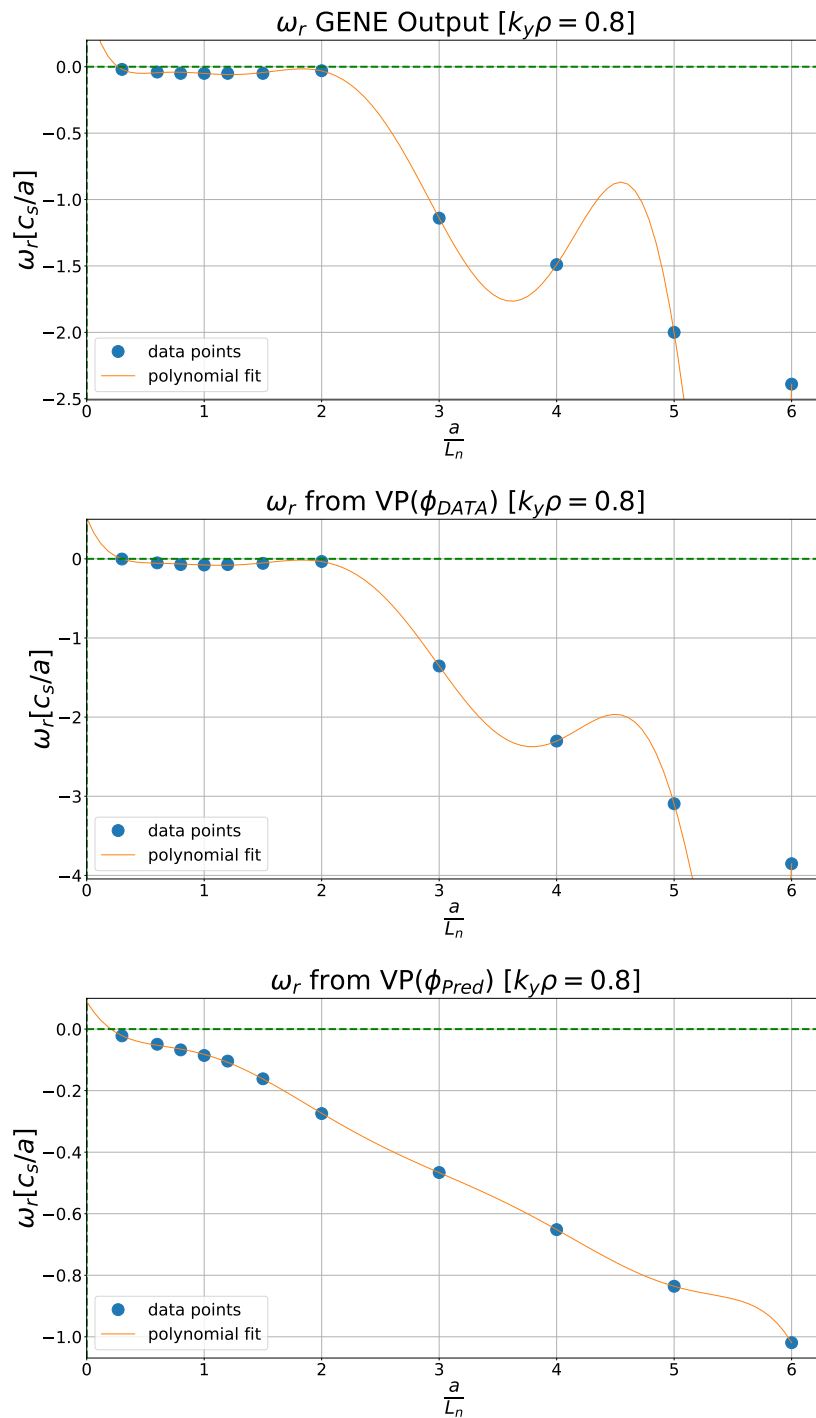 ω_r GENE Output [k_yρ = 0.8]
0.0
−0.5
−1.0
−1.5
−2.0
−2.5
ω_r[c_s/a]
data points
polynomial fit
0 1 2 3 4 5 6
a/L_n
ω_r from VP(ϕ_DATA) [k_yρ = 0.8]
0
−1
−2
−3
−4
ω_r[c_s/a]
data points
polynomial fit
0 1 2 3 4 5 6
a/L_n
ω_r from VP(ϕ_Pred) [k_yρ = 0.8]
0.0
−0.2
−0.4
−0.6
−0.8
−1.0
ω_r[c_s/a]
data points
polynomial fit
0 1 2 3 4 5 6
a/L_n